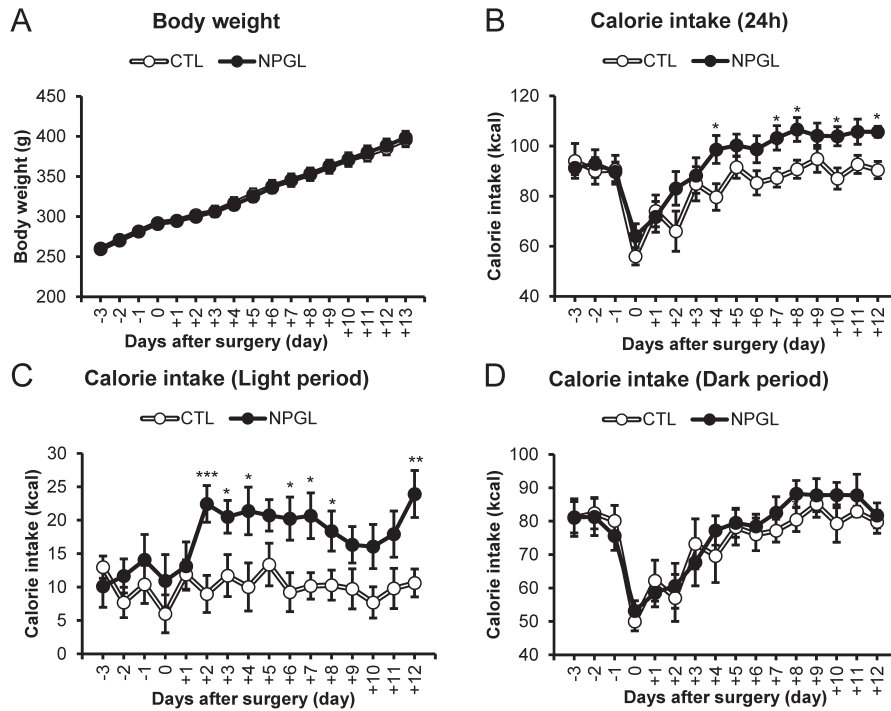 A Body weight
CTL NPGL
450
400
350
300
250
200
Body weight (g)
-3 -2 -1 0 +1 +2 +3 +4 +5 +6 +7 +8 +9 +10 +11 +12 +13
Days after surgery (day)
B Calorie intake (24h)
CTL NPGL
120
100
80
60
40
Calorie intake (kcal)
* * * * *
-3 -2 -1 0 +1 +2 +3 +4 +5 +6 +7 +8 +9 +10 +11 +12
Days after surgery (day)
C Calorie intake (Light period)
CTL NPGL
30
25
20
15
10
5
0
Calorie intake (kcal)
*** * * * * * **
-3 -2 -1 0 +1 +2 +3 +4 +5 +6 +7 +8 +9 +10 +11 +12
Days after surgery (day)
D Calorie intake (Dark period)
CTL NPGL
100
90
80
70
60
50
40
Calorie intake (kcal)
-3 -2 -1 0 +1 +2 +3 +4 +5 +6 +7 +8 +9 +10 +11 +12
Days after surgery (day)